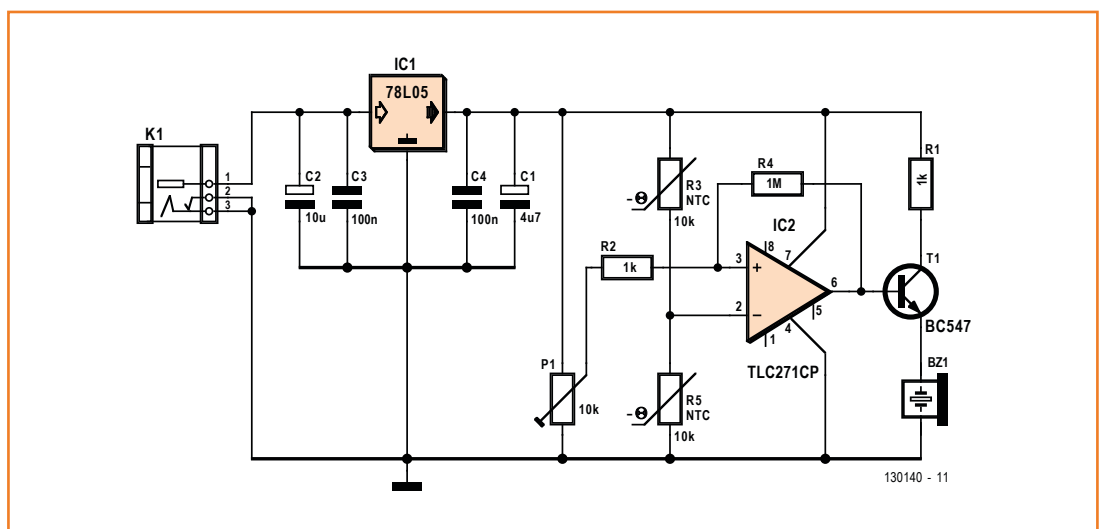 IC1
78L05
K1
1
2
3
C2
10u
C3
100n
C4
100n
C1
4u7
R3
NTC
-Θ
10k
R4
1M
R1
1k
IC2
R2
1k
8
7
3
+
2
−
6
5
4
1
T1
BC547
TLC271CP
P1
10k
R5
NTC
-Θ
10k
BZ1
130140 - 11